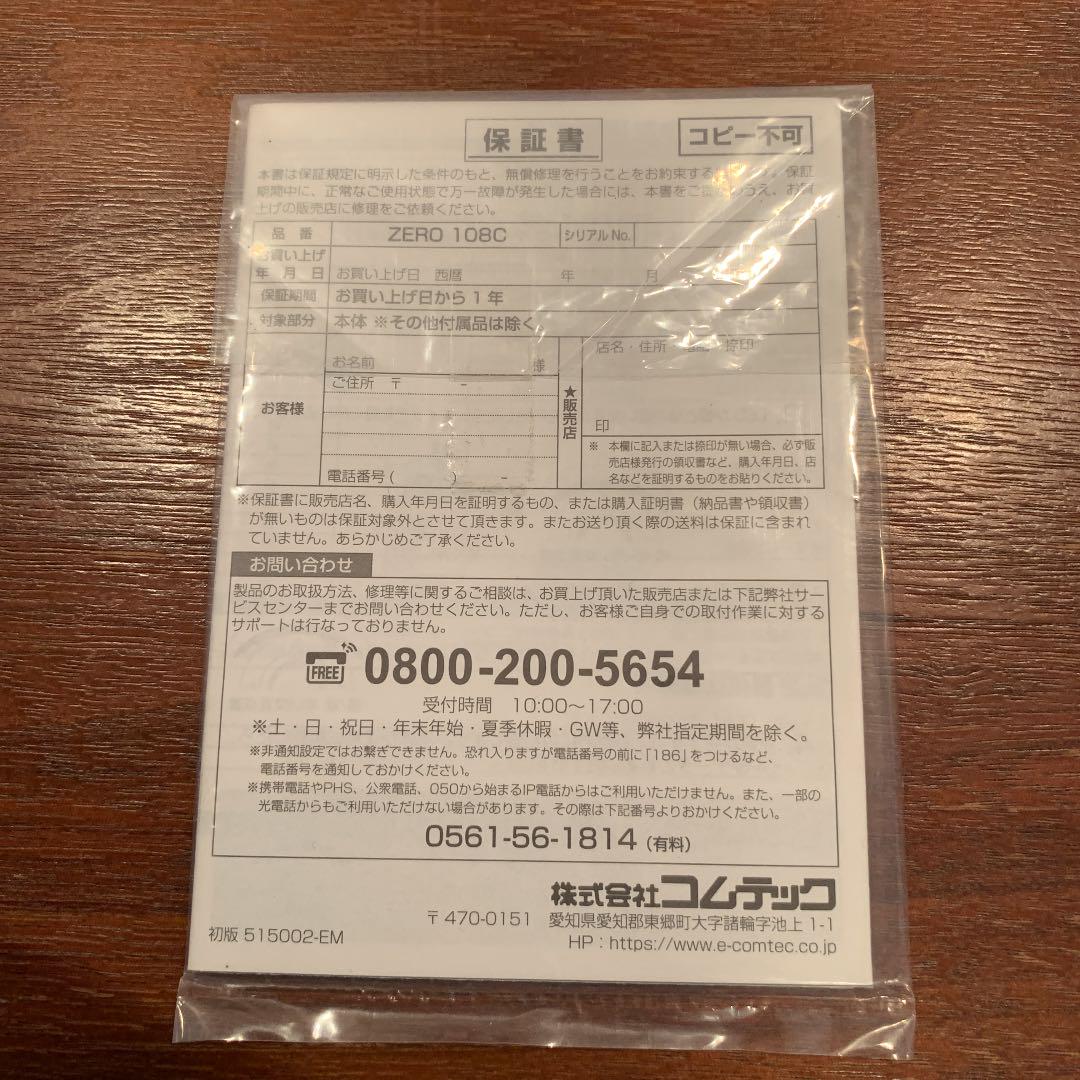 保証書
コピー不可
本書は保証規定に明示した条件のもと、無償修理を行うことをお約束する 保証
期間中に、正常なご使用状態で万一故障が発生した場合には、本書をご提 のうえ、お買
上げの販売店に修理をご依頼ください。
品 番 ZERO 108C シリアルNo.
お買い上げ
年 月 日 お買い上げ日 西暦 年 月
保証期間 お買い上げ日から1年
対象部分 本体 ※その他付属品は除く
お客様
お名前 様
ご住所 〒 -
電話番号( ) -
★販売店
店名・住所・電話・捺印
印
※ 本欄に記入または捺印が無い場合、必ず販
売店様発行の領収書など、購入年月日、店
名などを証明するものをお貼りください。
※保証書に販売店名、購入年月日を証明するもの、または購入証明書（納品書や領収書）
が無いものは保証対象外とさせて頂きます。またお送り頂く際の送料は保証に含まれ
ていません。あらかじめご了承ください。
お問い合わせ
製品のお取扱方法、修理等に関するご相談は、お買上げ頂いた販売店または下記弊社サー
ビスセンターまでお問い合わせください。ただし、お客様ご自身での取付作業に対する
サポートは行なっておりません。
FREE 0800-200-5654
受付時間 10:00～17:00
※土・日・祝日・年末年始・夏季休暇・GW等、弊社指定期間を除く。
※非通知設定ではお繋ぎできません。恐れ入りますが電話番号の前に「186」をつけるなど、
電話番号を通知しておかけください。
※携帯電話やPHS、公衆電話、050から始まるIP電話からはご利用いただけません。また、一部の
光電話からもご利用いただけない場合があります。その際は下記番号よりおかけください。
0561-56-1814（有料）
株式会社コムテック
〒470-0151 愛知県愛知郡東郷町大字諸輪字池上1-1
初版 515002-EM
HP：https://www.e-comtec.co.jp